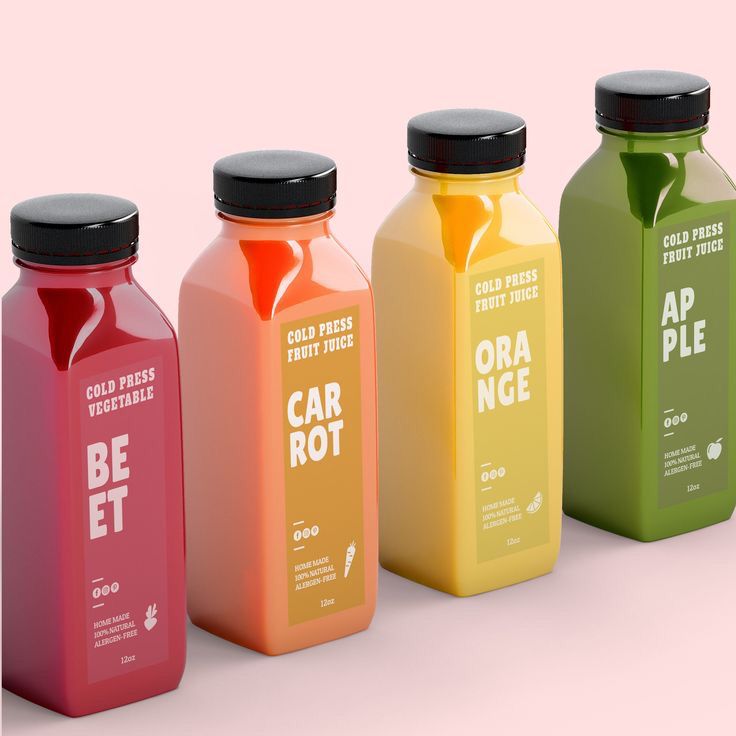 COLD PRESS
VEGETABLE
BE
ET
HOME MADE
100% NATURAL
ALERGEN-FREE
12oz
COLD PRESS
FRUIT JUICE
CAR
ROT
HOME MADE
100% NATURAL
ALERGEN-FREE
12oz
COLD PRESS
FRUIT JUICE
ORA
NGE
HOME MADE
100% NATURAL
ALERGEN-FREE
12oz
COLD PRESS
FRUIT JUICE
AP
PLE
HOME MADE
100% NATURAL
ALERGEN-FREE
12oz